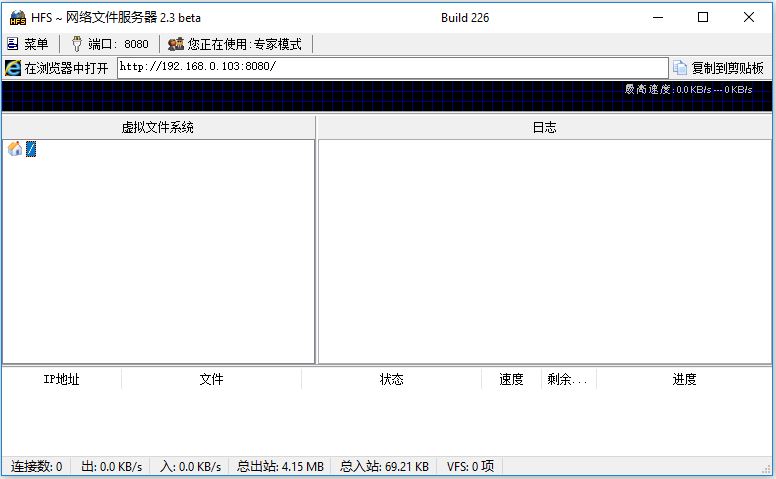 HFS ~ 网络文件服务器 2.3 beta Build 226
菜单 端口: 8080 您正在使用:专家模式
在浏览器中打开 http://192.168.0.103:8080/ 复制到剪贴板
最高速度:0.0 KB/s --- 0 KB/s
虚拟文件系统 日志
/
IP地址 文件 状态 速度 剩余... 进度
连接数: 0 出: 0.0 KB/s 入: 0.0 KB/s 总出站: 4.15 MB 总入站: 69.21 KB VFS: 0 项